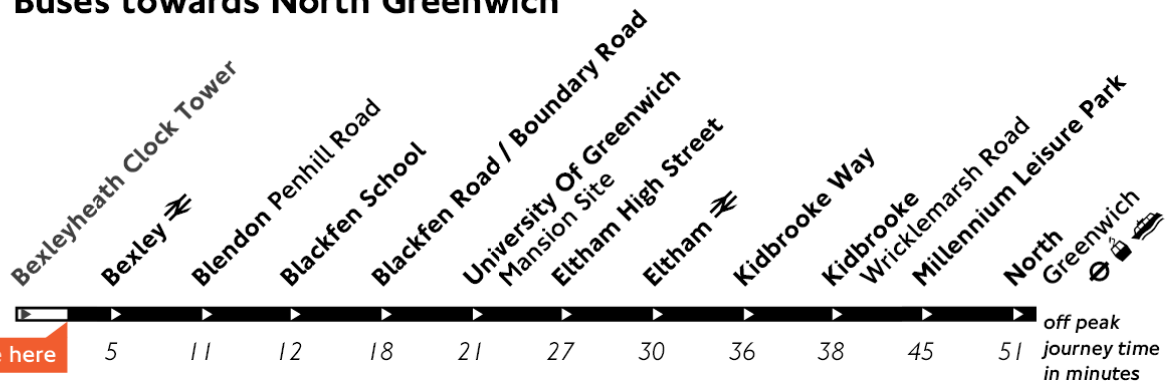 Buses towards North Greenwich
Bexleyheath Clock Tower
Bexley
Blendon Penhill Road
Blackfen School
Blackfen Road / Boundary Road
University Of Greenwich
Mansion Site
Eltham High Street
Eltham
Kidbrooke Way
Kidbrooke
Wricklemarsh Road
Millennium Leisure Park
North
Greenwich
here 5 11 12 18 21 27 30 36 38 45 51
off peak
journey time
in minutes